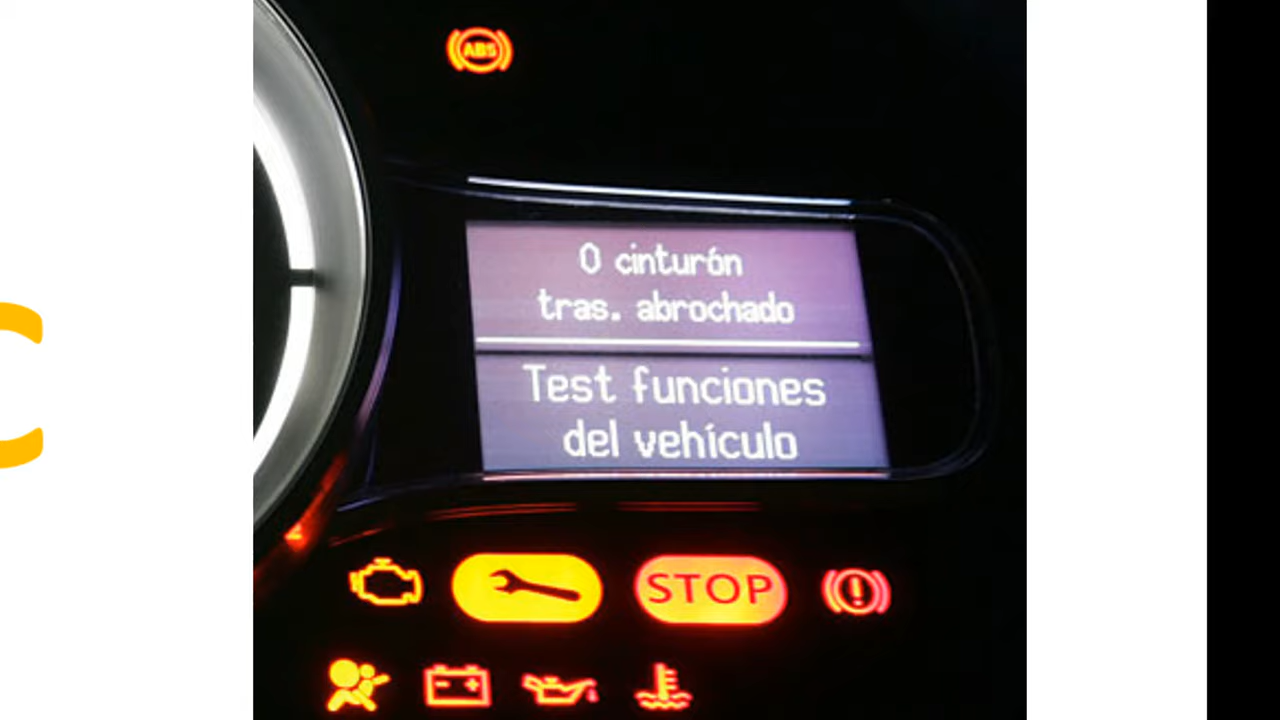 ABS
0 cinturón
tras. abrochado
Test funciones
del vehículo
STOP